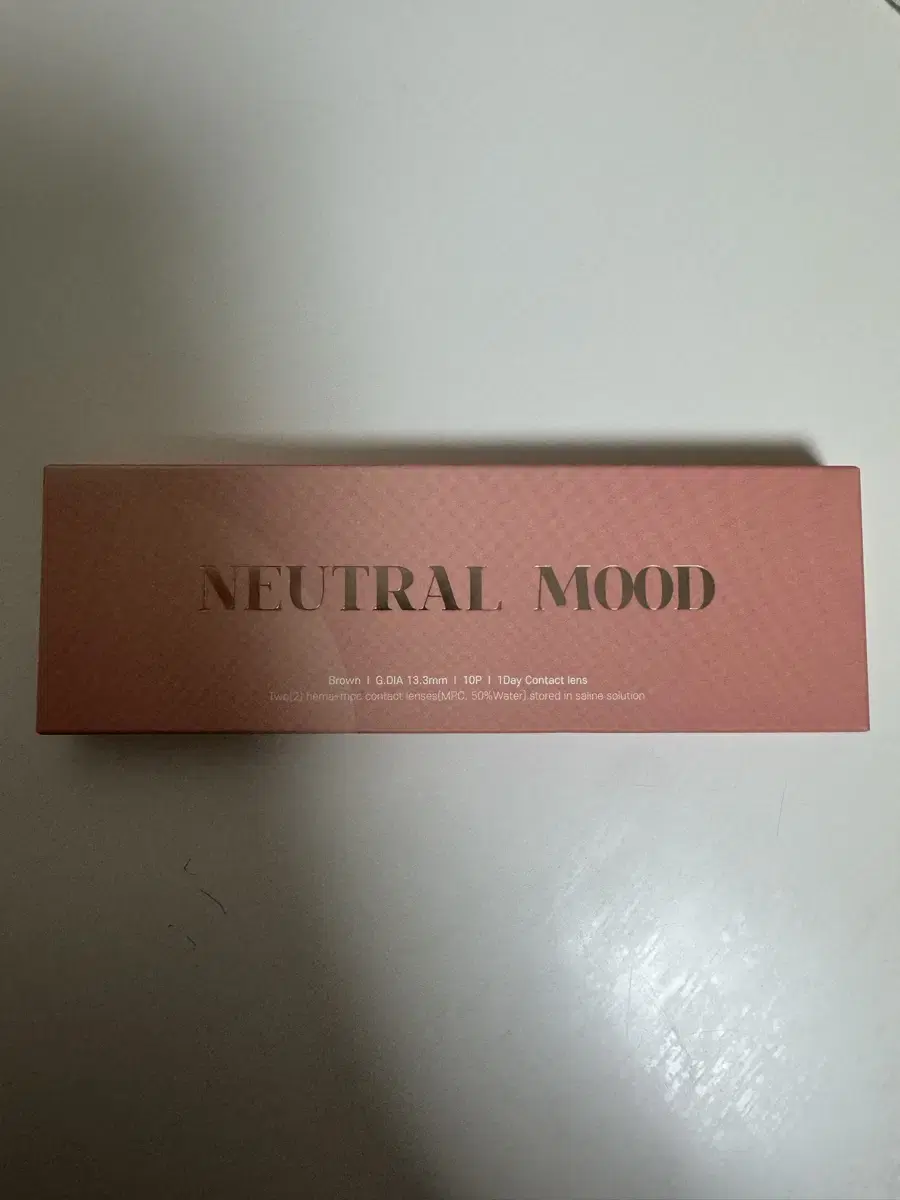 NEUTRAL MOOD
Brown | G.DIA 13.3mm | 10P | 1Day Contact lens
Two(2) hema-mpc contact lenses(MPC, 50%Water) stored in saline solution